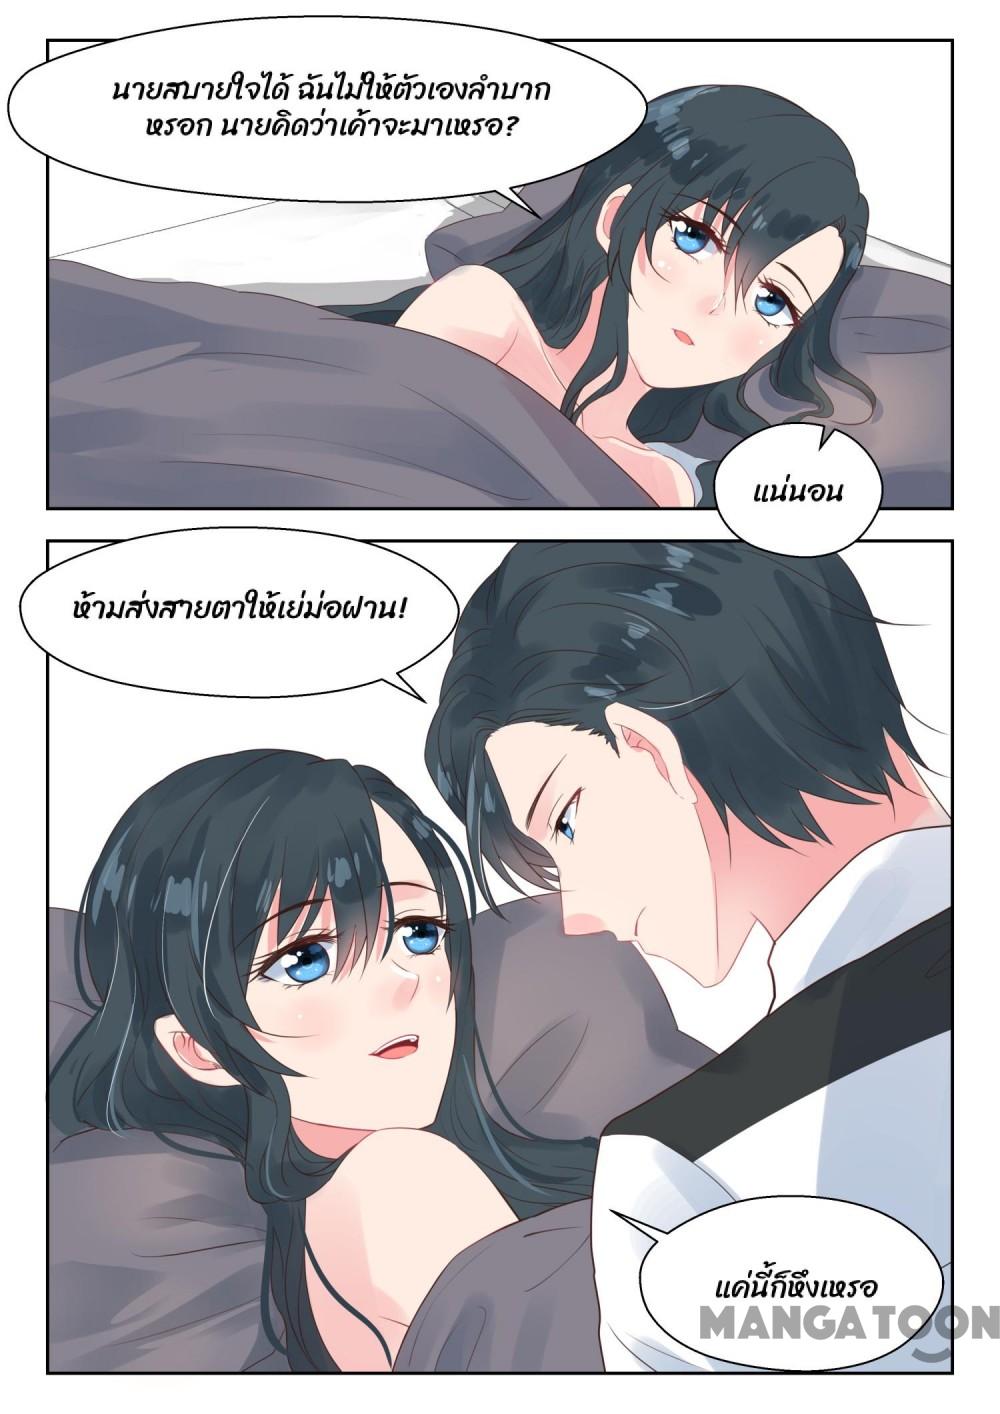 นายสบายใจได้ ฉันไม่ให้ตัวเองลำบาก
หรอก นายคิดว่าเค้าจะมาเหรอ?
แน่นอน
ห้ามส่งสายตาให้เย่ม่อฝาน!
แค่นี้ก็หึงเหรอ
MANGATOON